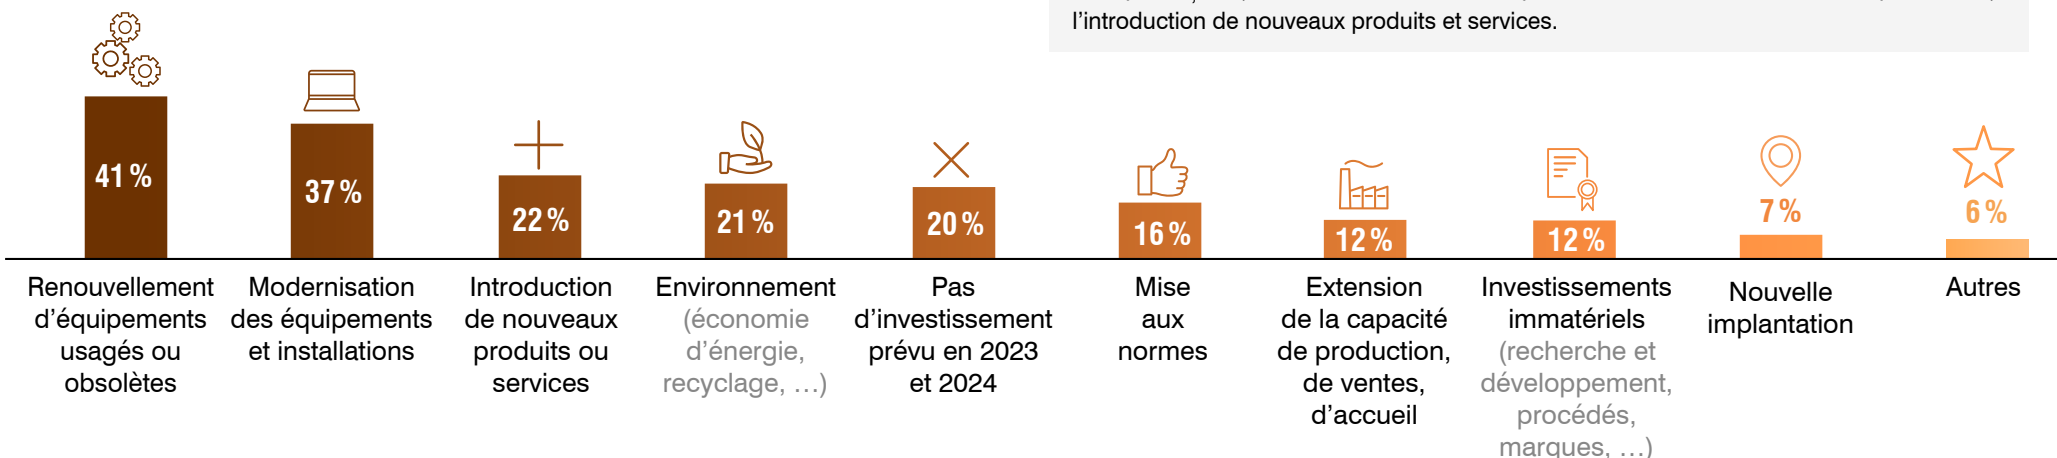 l’introduction de nouveaux produits et services.
41 %
37 %
22 %
21 %
20 %
16 %
12 %
12 %
7 %
6 %
Renouvellement
d’équipements
usagés ou
obsolètes
Modernisation
des équipements
et installations
Introduction
de nouveaux
produits ou
services
Environnement
(économie
d’énergie,
recyclage, …)
Pas
d’investissement
prévu en 2023
et 2024
Mise
aux
normes
Extension
de la capacité
de production,
de ventes,
d’accueil
Investissements
immatériels
(recherche et
développement,
procédés,
marques, …)
Nouvelle
implantation
Autres